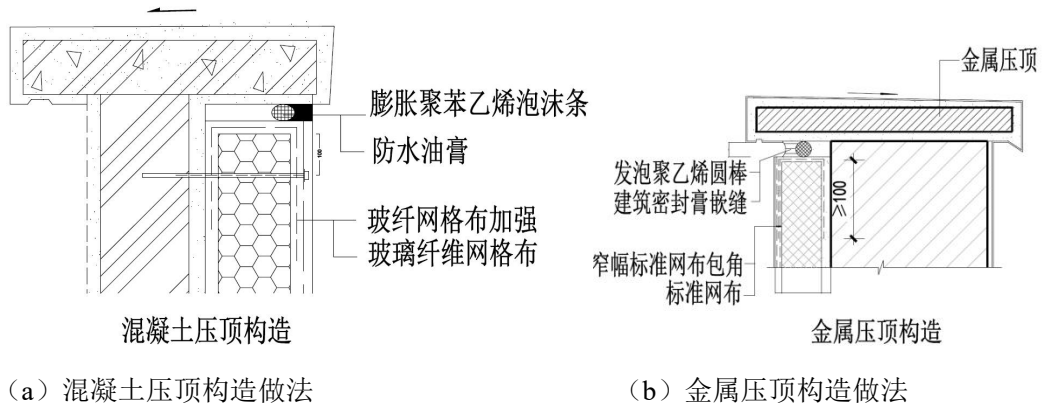 膨胀聚苯乙烯泡沫条
防水油膏
100
玻纤网格布加强
玻璃纤维网格布
混凝土压顶构造
金属压顶
发泡聚乙烯圆棒
建筑密封膏嵌缝
≥100
窄幅标准网布包角
标准网布
金属压顶构造
（a）混凝土压顶构造做法
（b）金属压顶构造做法